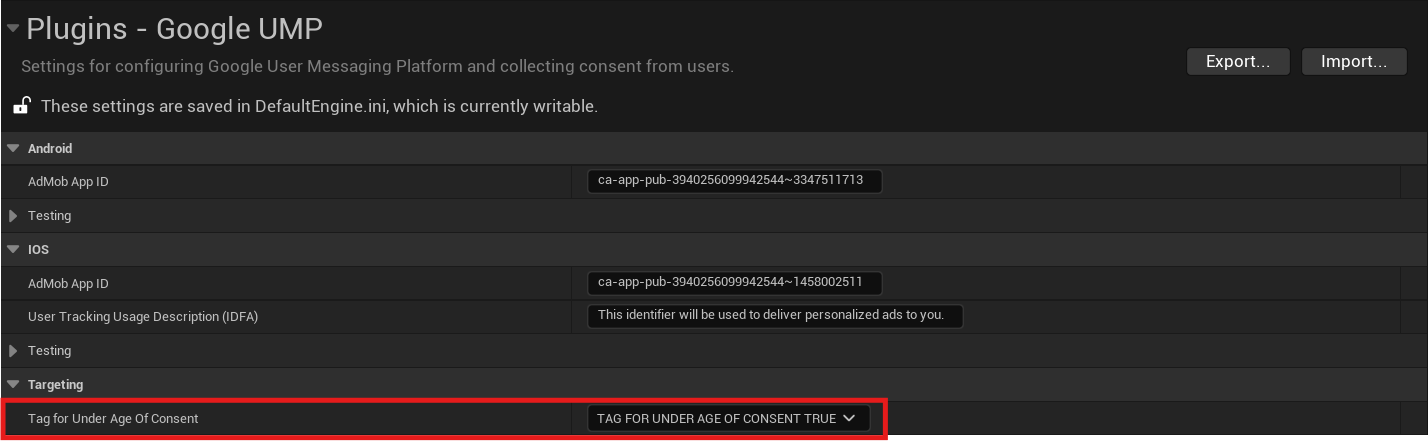 Plugins - Google UMP
Settings for configuring Google User Messaging Platform and collecting consent from users.
Export...
Import...
These settings are saved in DefaultEngine.ini, which is currently writable.
Android
AdMob App ID
ca-app-pub-3940256099942544~3347511713
Testing
IOS
AdMob App ID
ca-app-pub-3940256099942544~1458002511
User Tracking Usage Description (IDFA)
This identifier will be used to deliver personalized ads to you.
Testing
Targeting
Tag for Under Age Of Consent
TAG FOR UNDER AGE OF CONSENT TRUE